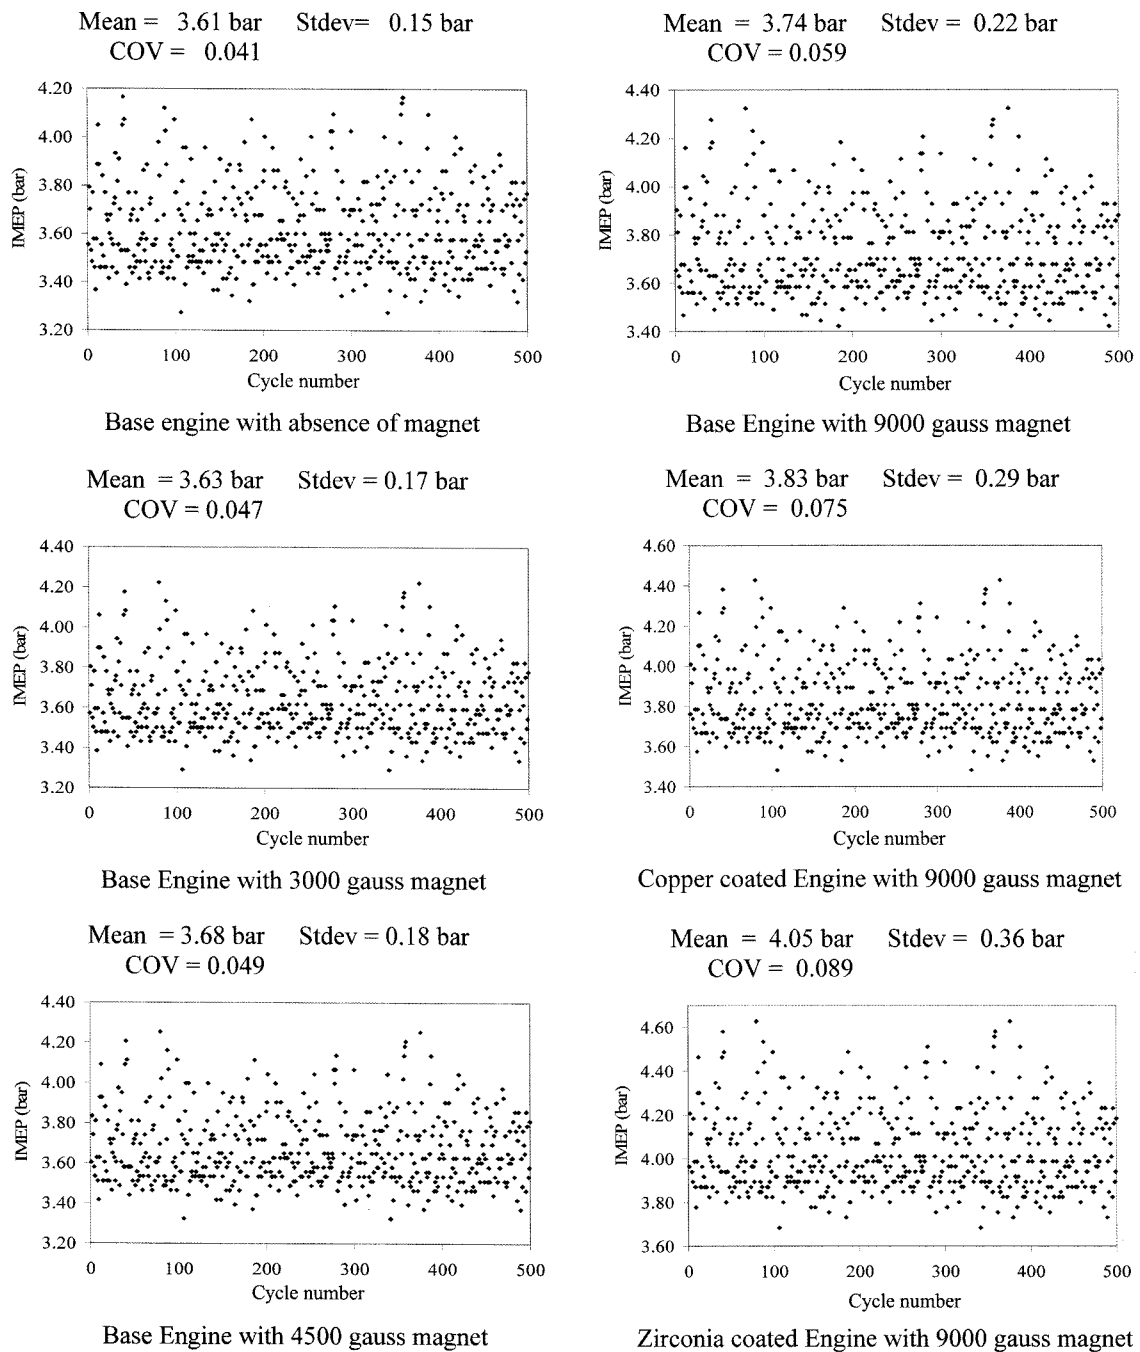 Mean = 3.61 bar Stdev= 0.15 bar
COV = 0.041
4.20
4.00
3.80
3.60
3.40
3.20
IMEP (bar)
0 100 200 300 400 500
Cycle number
Base engine with absence of magnet
Mean = 3.74 bar Stdev = 0.22 bar
COV = 0.059
4.40
4.20
4.00
3.80
3.60
3.40
IMEP (bar)
0 100 200 300 400 500
Cycle number
Base Engine with 9000 gauss magnet
Mean = 3.63 bar Stdev = 0.17 bar
COV = 0.047
4.40
4.20
4.00
3.80
3.60
3.40
3.20
IMEP (bar)
0 100 200 300 400 500
Cycle number
Base Engine with 3000 gauss magnet
Mean = 3.83 bar Stdev = 0.29 bar
COV = 0.075
4.60
4.40
4.20
4.00
3.80
3.60
3.40
IMEP (bar)
0 100 200 300 400 500
Cycle number
Copper coated Engine with 9000 gauss magnet
Mean = 3.68 bar Stdev = 0.18 bar
COV = 0.049
4.40
4.20
4.00
3.80
3.60
3.40
3.20
IMEP (bar)
0 100 200 300 400 500
Cycle number
Base Engine with 4500 gauss magnet
Mean = 4.05 bar Stdev = 0.36 bar
COV = 0.089
4.60
4.40
4.20
4.00
3.80
3.60
IMEP (bar)
0 100 200 300 400 500
Cycle number
Zirconia coated Engine with 9000 gauss magnet